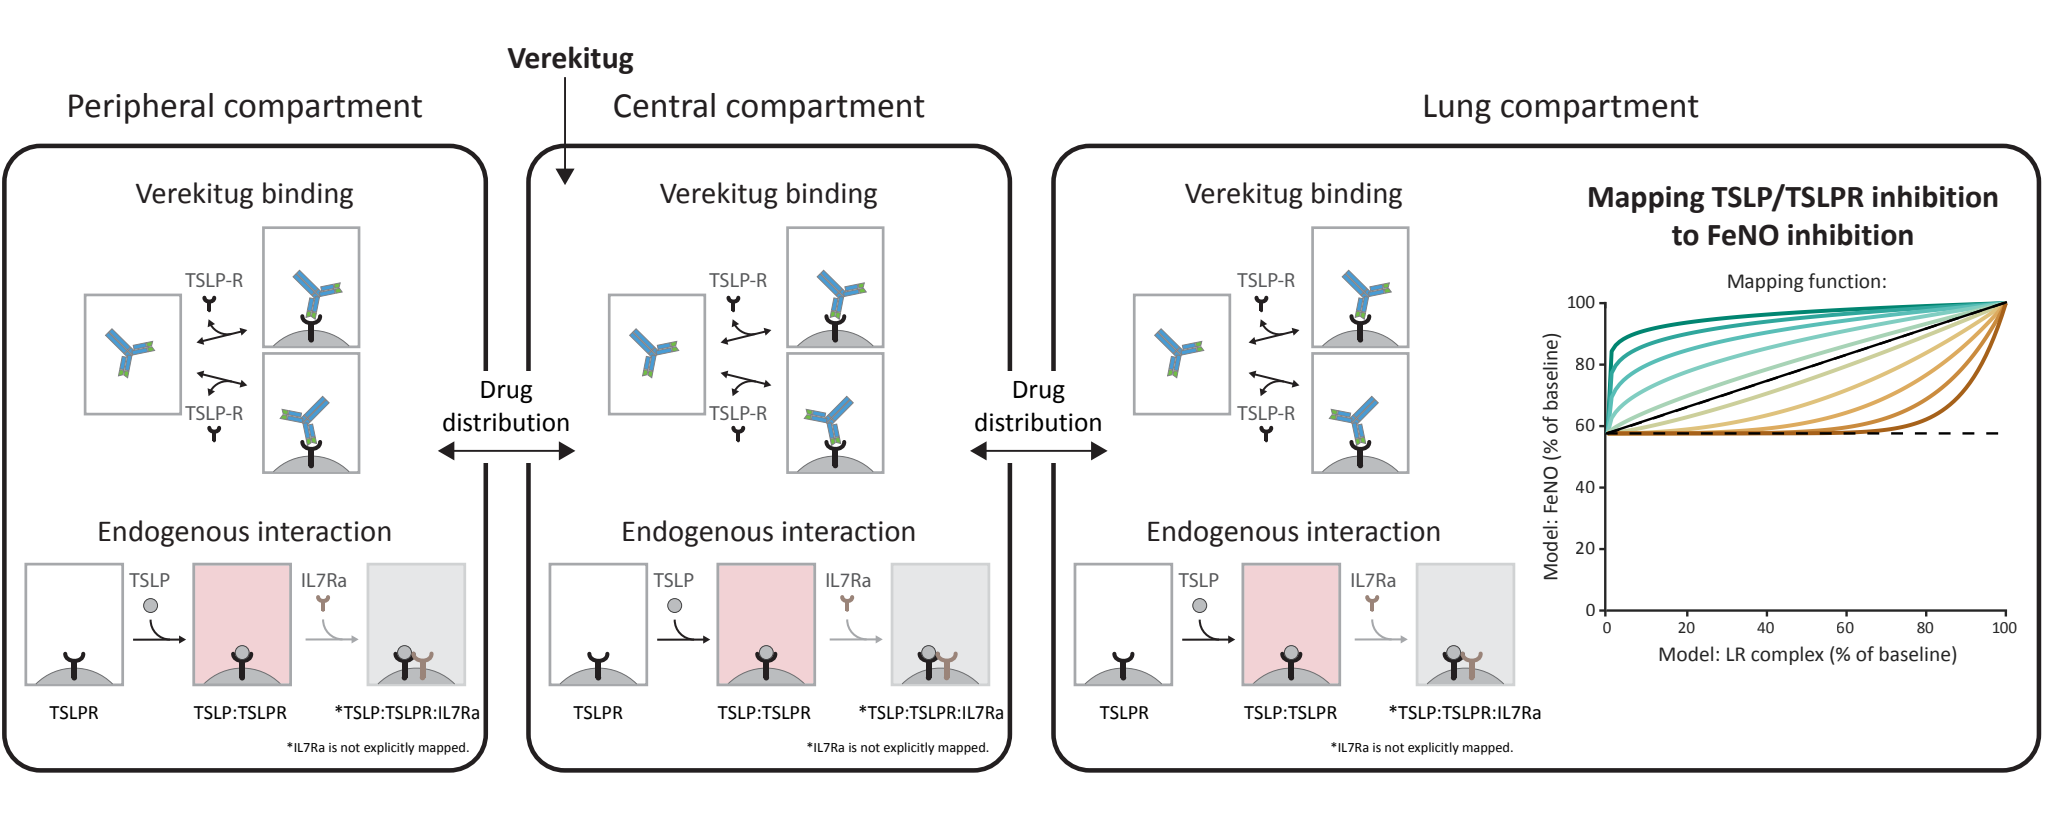 Verekitug
Peripheral compartment
Central compartment
Lung compartment
Verekitug binding
TSLP-R
TSLP-R
Endogenous interaction
TSLP
IL7Ra
TSLPR
TSLP:TSLPR
*TSLP:TSLPR:IL7Ra
*IL7Ra is not explicitly mapped.
Drug
distribution
Verekitug binding
TSLP-R
TSLP-R
Endogenous interaction
TSLP
IL7Ra
TSLPR
TSLP:TSLPR
*TSLP:TSLPR:IL7Ra
*IL7Ra is not explicitly mapped.
Drug
distribution
Verekitug binding
TSLP-R
TSLP-R
Endogenous interaction
TSLP
IL7Ra
TSLPR
TSLP:TSLPR
*TSLP:TSLPR:IL7Ra
*IL7Ra is not explicitly mapped.
Mapping TSLP/TSLPR inhibition
to FeNO inhibition
Mapping function:
Model: FeNO (% of baseline)
100
80
60
40
20
0
0 20 40 60 80 100
Model: LR complex (% of baseline)